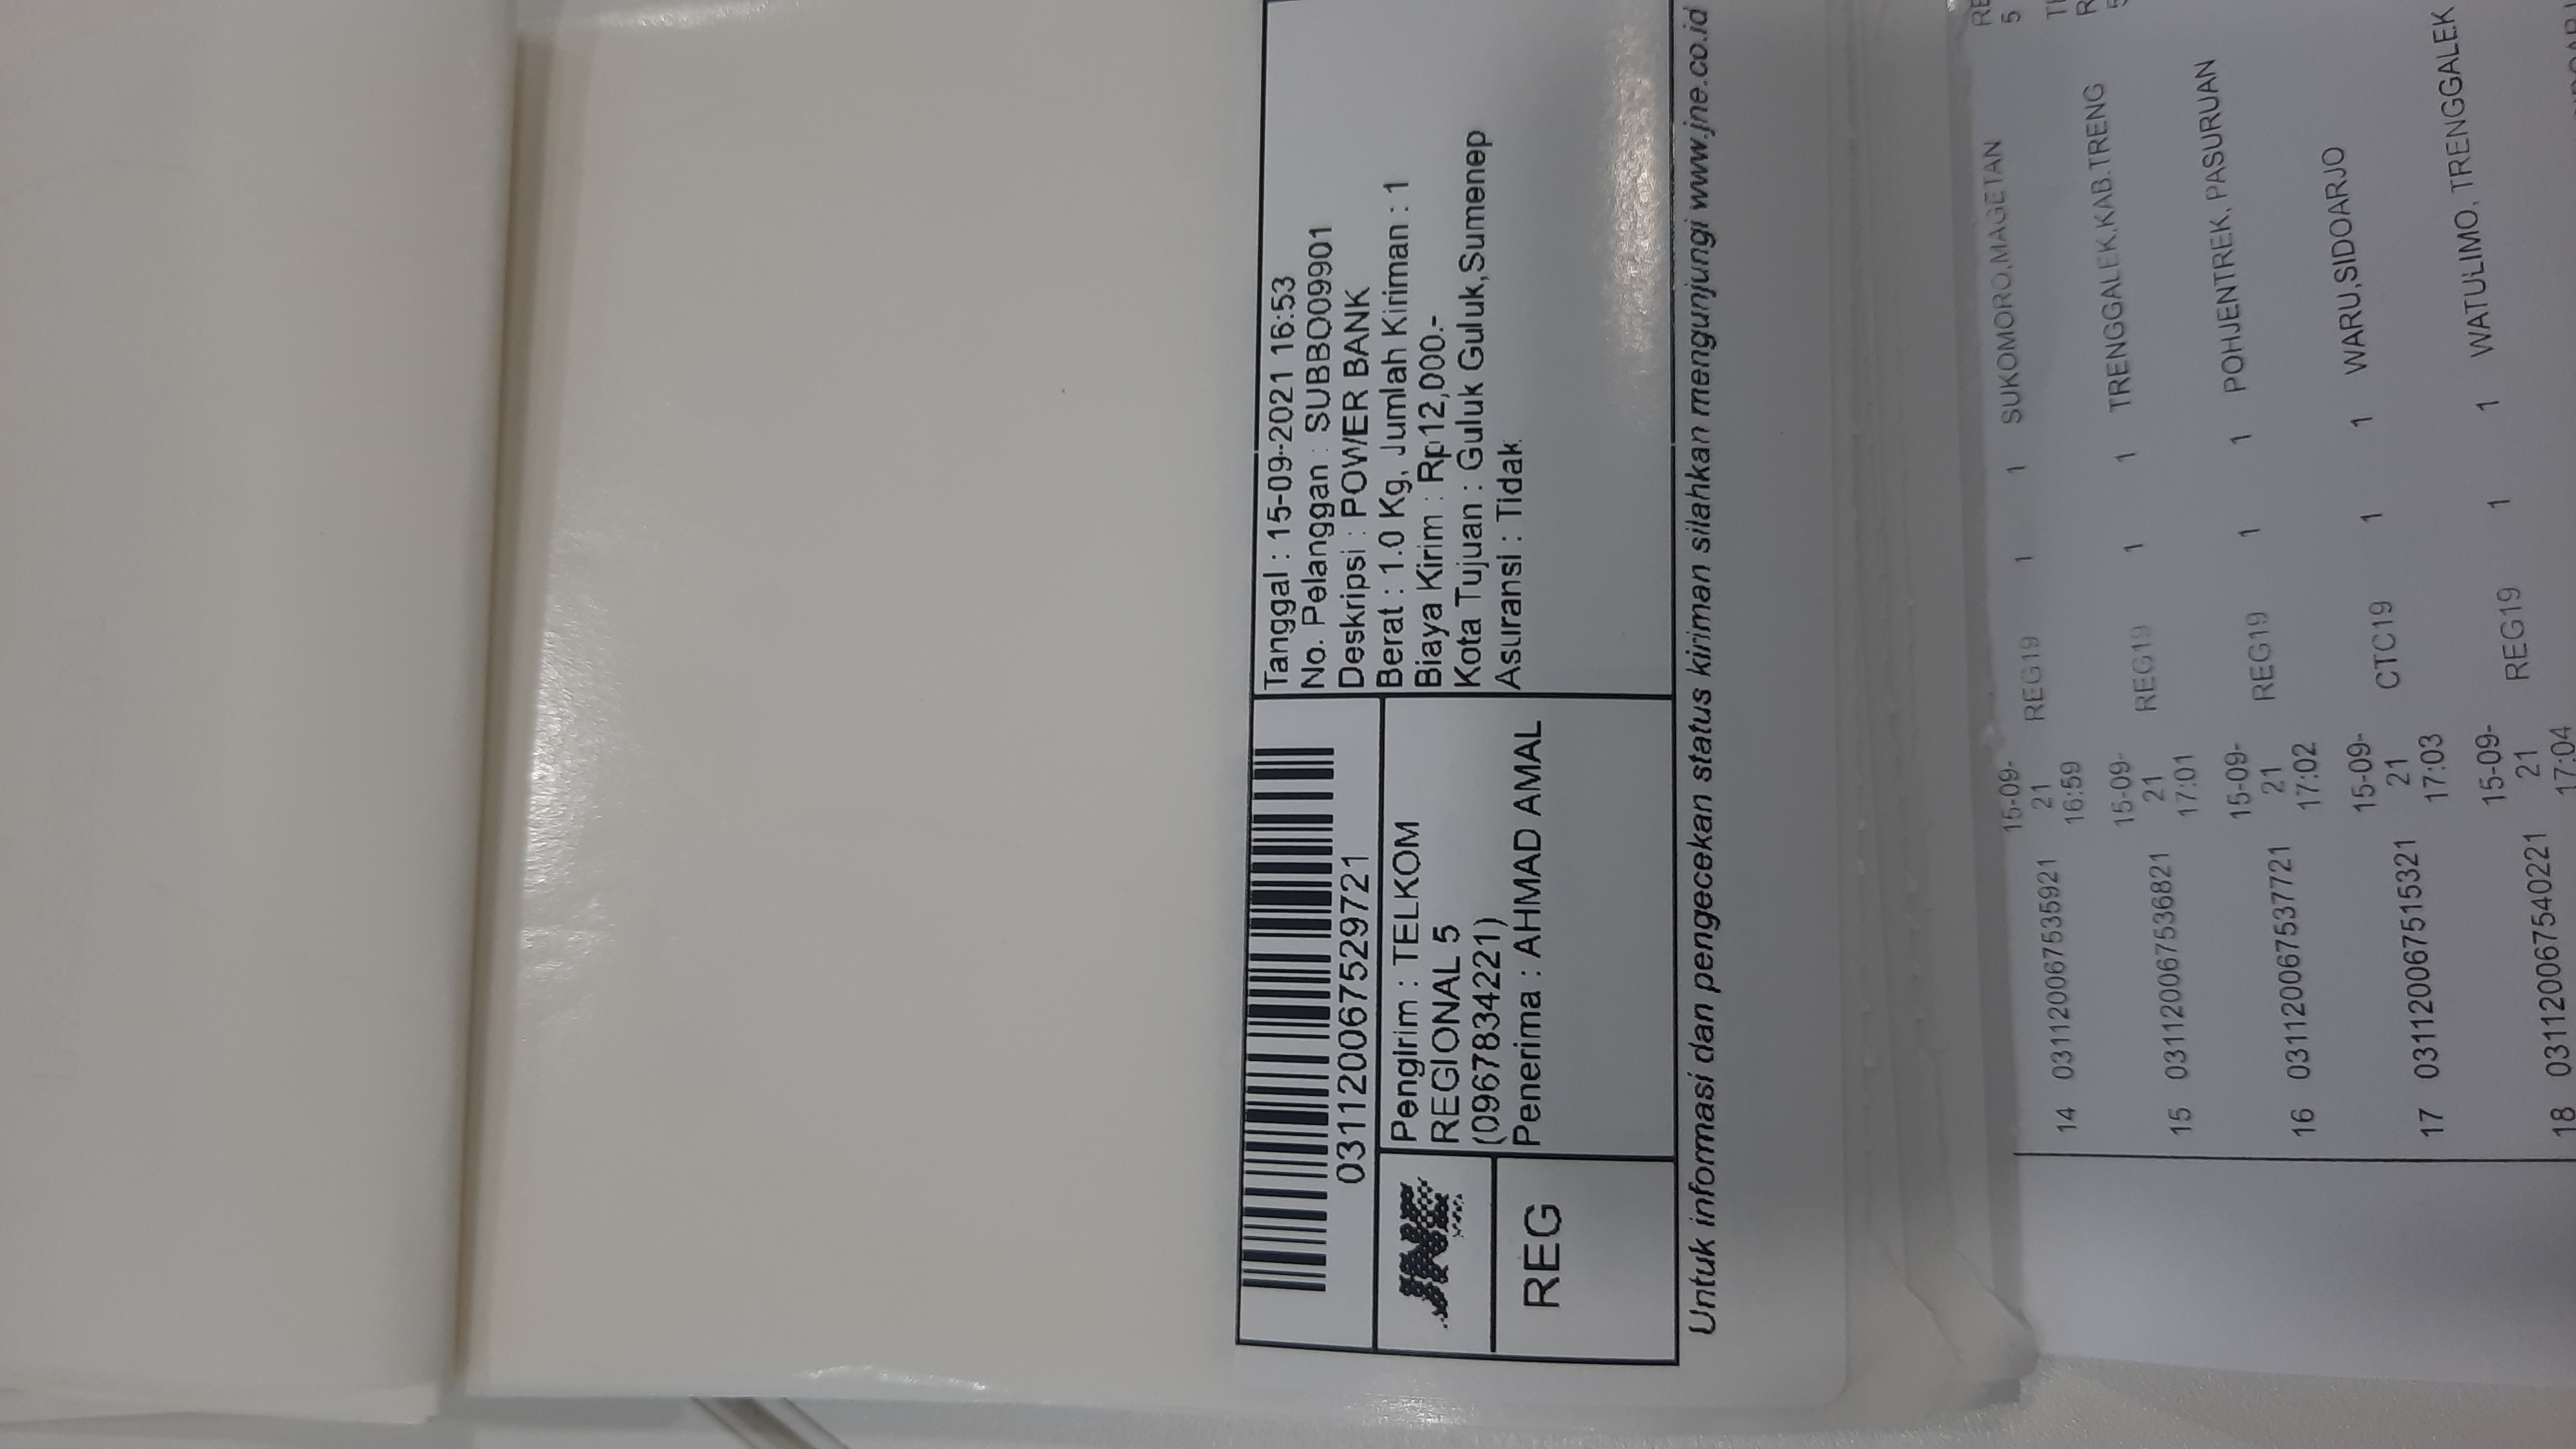 031120067529721
JNE
REG
Pengirim : TELKOM
REGIONAL 5
(0967834221)
Penerima : AHMAD AMAL
Tanggal : 15-09-2021 16:53
No. Pelanggan : SUBBO09901
Deskripsi : POWER BANK
Berat : 1.0 Kg, Jumlah Kiriman : 1
Biaya Kirim : Rp12,000.-
Kota Tujuan : Guluk Guluk,Sumenep
Asuransi : Tidak
Untuk informasi dan pengecekan status kiriman silahkan mengunjungi www.jne.co.id
14 031120067535921 15-09-21 16:59 REG19 1 1 SUKOMORO,MAGETAN
15 031120067536821 15-09-21 17:01 REG19 1 1 TRENGGALEK,KAB.TRENG
16 031120067537721 15-09-21 17:02 REG19 1 1 POHJENTREK, PASURUAN
17 031120067515321 15-09-21 17:03 CTC19 1 1 WARU,SIDOARJO
18 031120067540221 15-09-21 17:04 REG19 1 1 WATULIMO, TRENGGALEK